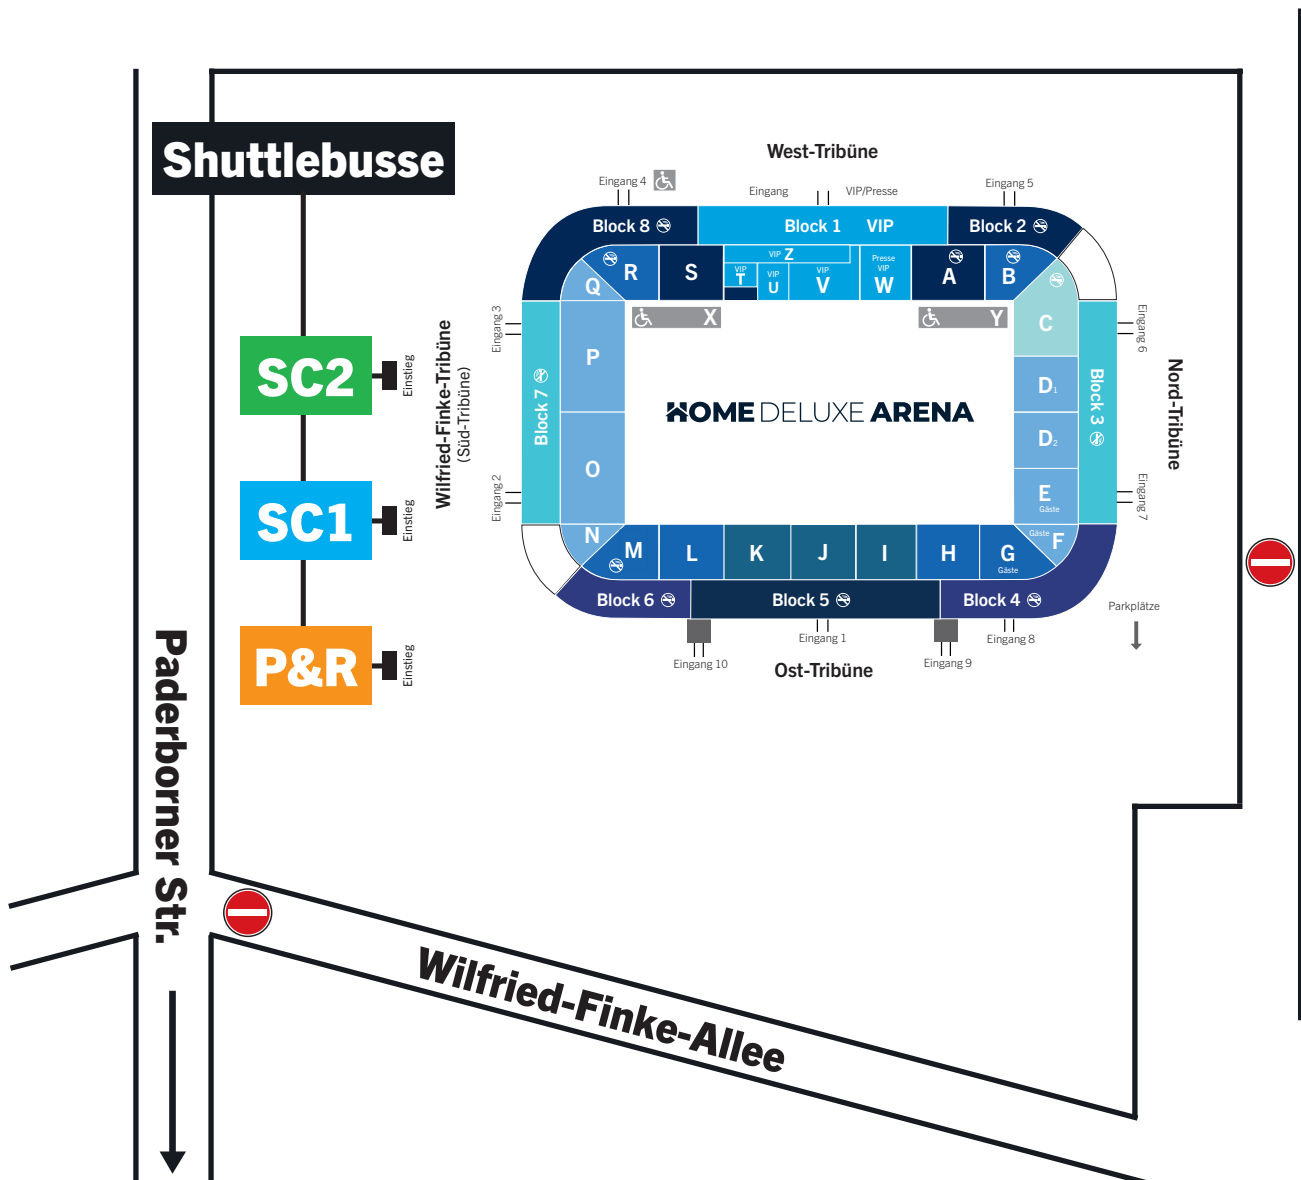 Shuttlebusse
West-Tribüne
Eingang 4
Eingang
VIP/Presse
Eingang 5
Block 8
Block 1 VIP
Block 2
R
S
VIP Z
VIP
T
VIP
U
VIP
V
Presse
VIP
W
A
B
Q
X
Y
C
Eingang 3
Eingang 6
SC2
Einstieg
Wilfried-Finke-Tribüne
(Süd-Tribüne)
Block 7
P
HOME DELUXE ARENA
D1
Block 3
Nord-Tribüne
D2
O
E
Gäste
Eingang 2
Eingang 7
SC1
Einstieg
N
M
L
K
J
I
H
G
Gäste
Gäste F
Block 6
Block 5
Block 4
Parkplätze
Eingang 10
Eingang 1
Eingang 9
Eingang 8
Ost-Tribüne
P&R
Einstieg
Paderborner Str.
Wilfried-Finke-Allee